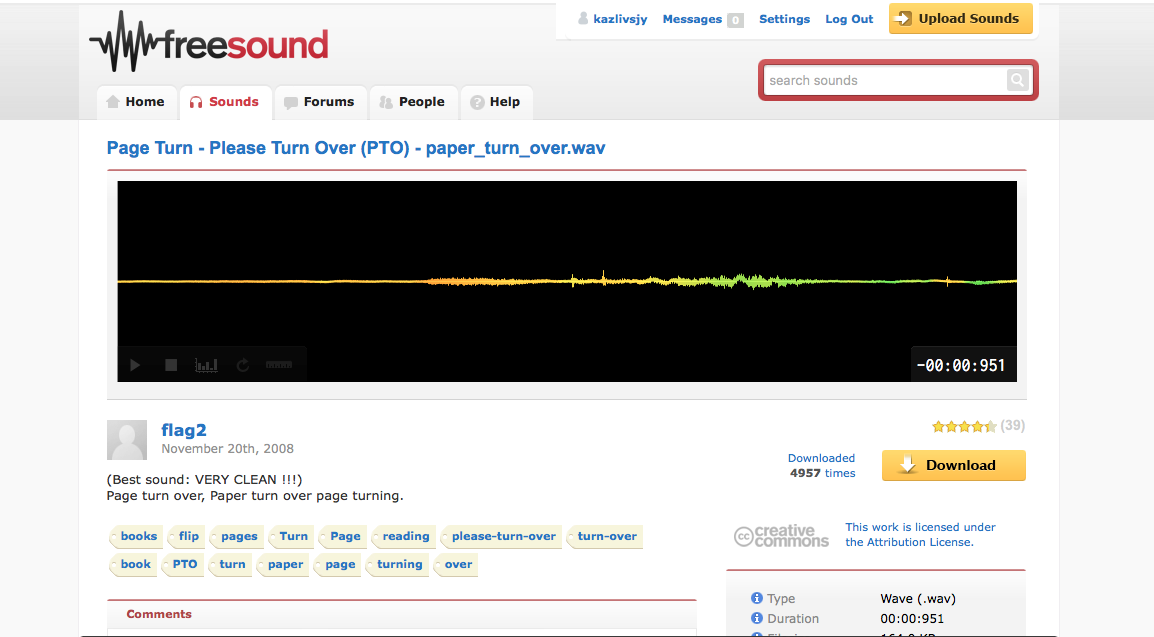 kazlivsjy Messages 0 Settings Log Out Upload Sounds
freesound
search sounds
Home Sounds Forums People Help
Page Turn - Please Turn Over (PTO) - paper_turn_over.wav
-00:00:951
flag2
November 20th, 2008
(39)
Downloaded
4957 times
Download
(Best sound: VERY CLEAN !!!)
Page turn over, Paper turn over page turning.
books flip pages Turn Page reading please-turn-over turn-over
book PTO turn paper page turning over
cc creative commons
This work is licensed under
the Attribution License.
Type Wave (.wav)
Duration 00:00:951
Comments